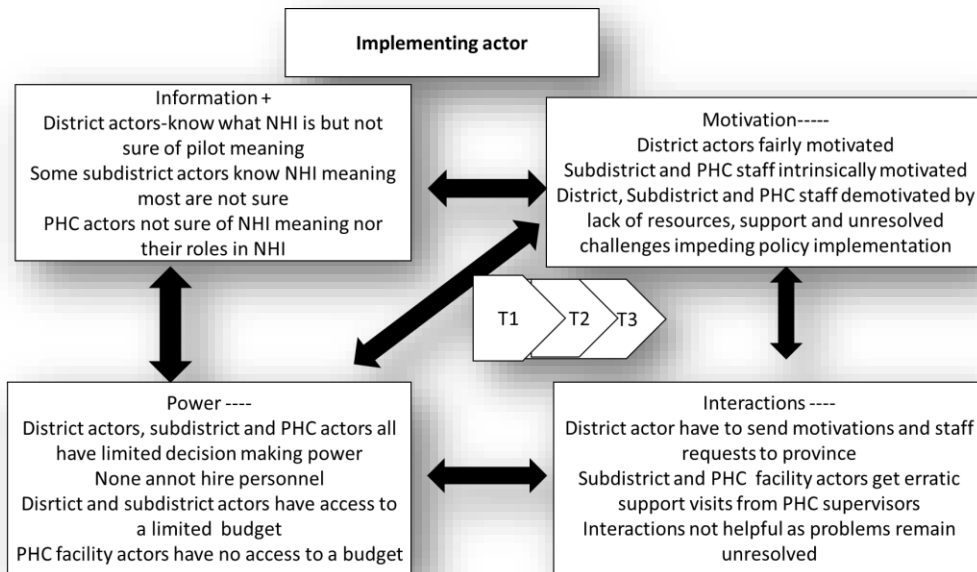 Implementing actor
Information +
District actors-know what NHI is but not
sure of pilot meaning
Some subdistrict actors know NHI meaning
most are not sure
PHC actors not sure of NHI meaning nor
their roles in NHI
Motivation-----
District actors fairly motivated
Subdistrict and PHC staff intrinsically motivated
District, Subdistrict and PHC staff demotivated by
lack of resources, support and unresolved
challenges impeding policy implementation
T1
T2
T3
Power ----
District actors, subdistrict and PHC actors all
have limited decision making power
None annot hire personnel
Disrtict and subdistrict actors have access to
a limited budget
PHC facility actors have no access to a budget
Interactions ----
District actor have to send motivations and staff
requests to province
Subdistrict and PHC facility actors get erratic
support visits from PHC supervisors
Interactions not helpful as problems remain
unresolved